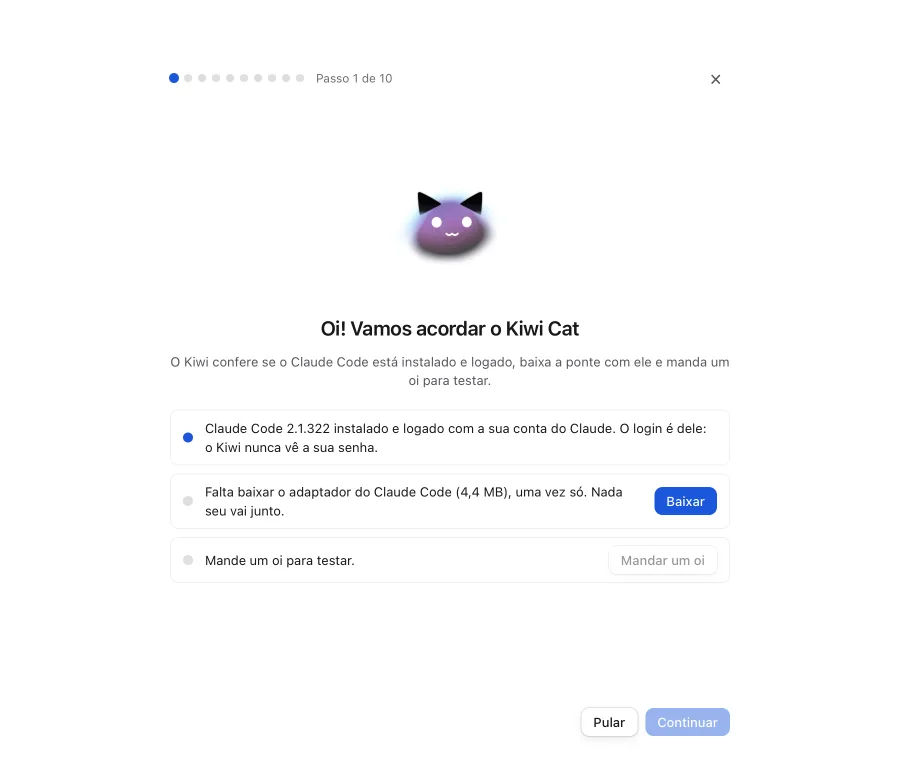 Passo 1 de 10
Oi! Vamos acordar o Kiwi Cat
O Kiwi confere se o Claude Code está instalado e logado, baixa a ponte com ele e manda um
oi para testar.
Claude Code 2.1.322 instalado e logado com a sua conta do Claude. O login é dele:
o Kiwi nunca vê a sua senha.
Falta baixar o adaptador do Claude Code (4,4 MB), uma vez só. Nada
seu vai junto.
Baixar
Mande um oi para testar.
Mandar um oi
Pular
Continuar